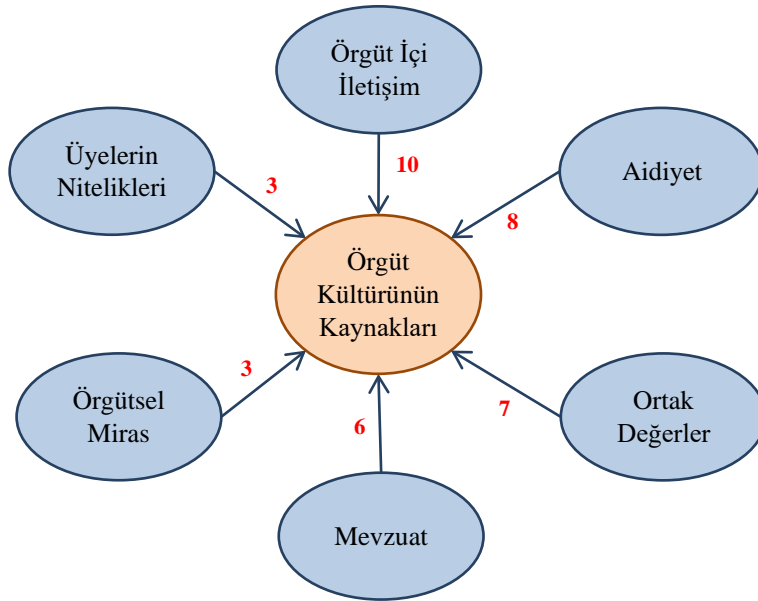 Örgüt İçi
İletişim
Üyelerin
Nitelikleri
3
10
Aidiyet
8
Örgüt
Kültürünün
Kaynakları
Örgütsel
Miras
3
6
7
Ortak
Değerler
Mevzuat